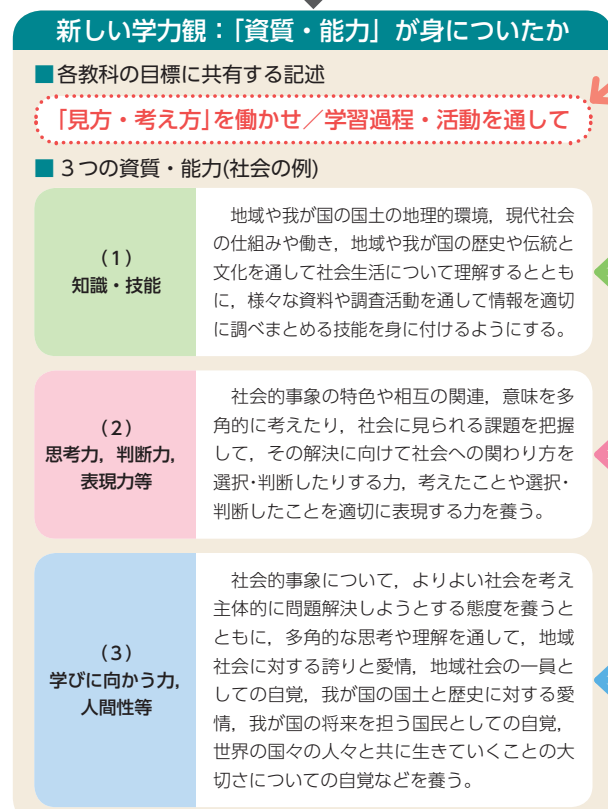 新しい学力観：「資質・能力」が身についたか
■各教科の目標に共有する記述
「見方・考え方」を働かせ／学習過程・活動を通して
■３つの資質・能力(社会の例)
（１）
知識・技能
地域や我が国の国土の地理的環境，現代社会
の仕組みや働き，地域や我が国の歴史や伝統と
文化を通して社会生活について理解するととも
に，様々な資料や調査活動を通して情報を適切
に調べまとめる技能を身に付けるようにする。
（２）
思考力，判断力，
表現力等
社会的事象の特色や相互の関連，意味を多
角的に考えたり，社会に見られる課題を把握
して，その解決に向けて社会への関わり方を
選択・判断したりする力，考えたことや選択・
判断したことを適切に表現する力を養う。
（３）
学びに向かう力，
人間性等
社会的事象について，よりよい社会を考え
主体的に問題解決しようとする態度を養うと
ともに，多角的な思考や理解を通して，地域
社会に対する誇りと愛情，地域社会の一員と
しての自覚，我が国の国土と歴史に対する愛
情，我が国の将来を担う国民としての自覚，
世界の国々の人々と共に生きていくことの大
切さについての自覚などを養う。